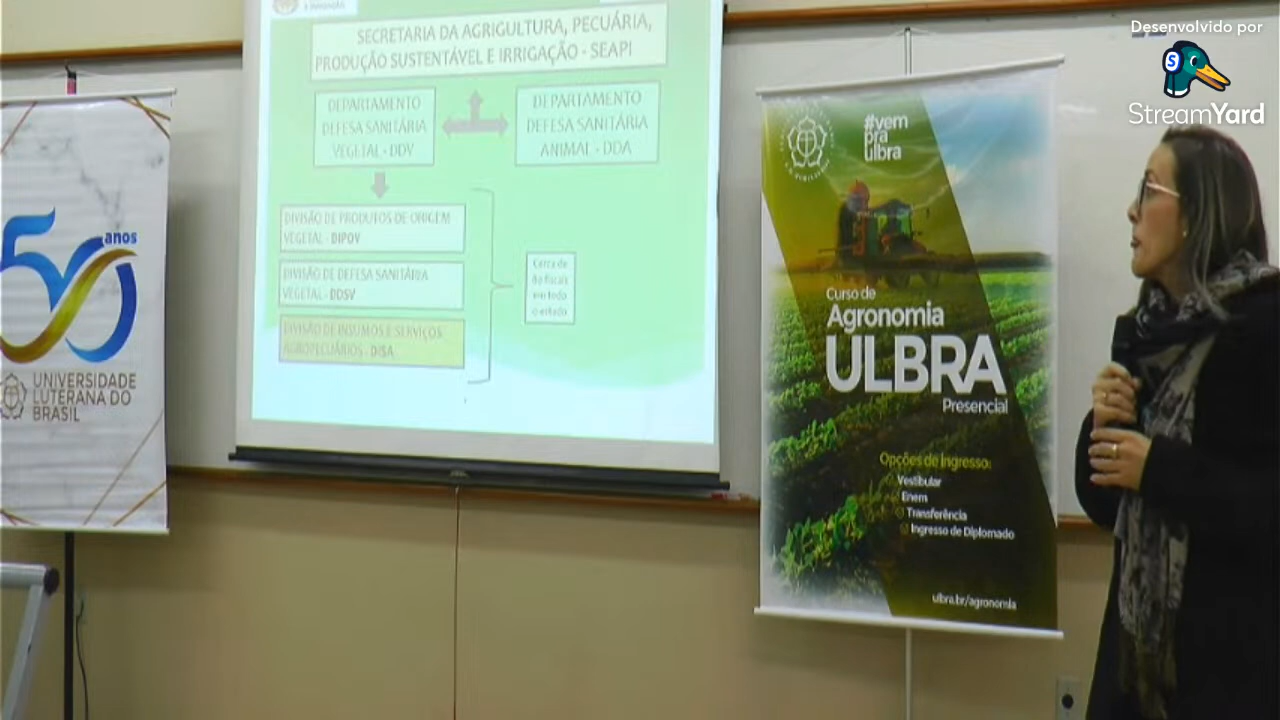 Desenvolvido por
StreamYard
SECRETARIA DA AGRICULTURA, PECUÁRIA,
PRODUÇÃO SUSTENTÁVEL E IRRIGAÇÃO - SEAPI
DEPARTAMENTO
DEFESA SANITÁRIA
VEGETAL - DDV
DEPARTAMENTO
DEFESA SANITÁRIA
ANIMAL - DDA
DIVISÃO DE PRODUTOS DE ORIGEM
VEGETAL - DIPOV
DIVISÃO DE DEFESA SANITÁRIA
VEGETAL - DDSV
DIVISÃO DE INSUMOS E SERVIÇOS
AGROPECUÁRIOS - DISA
Cerca de
fiscais
em todo
o estado
50 anos
UNIVERSIDADE
LUTERANA DO
BRASIL
#vem
pra
ulbra
Curso de
Agronomia
ULBRA
Presencial
Opções de Ingresso:
Vestibular
Enem
Transferência
Ingresso de Diplomado
ulbra.br/agronomia